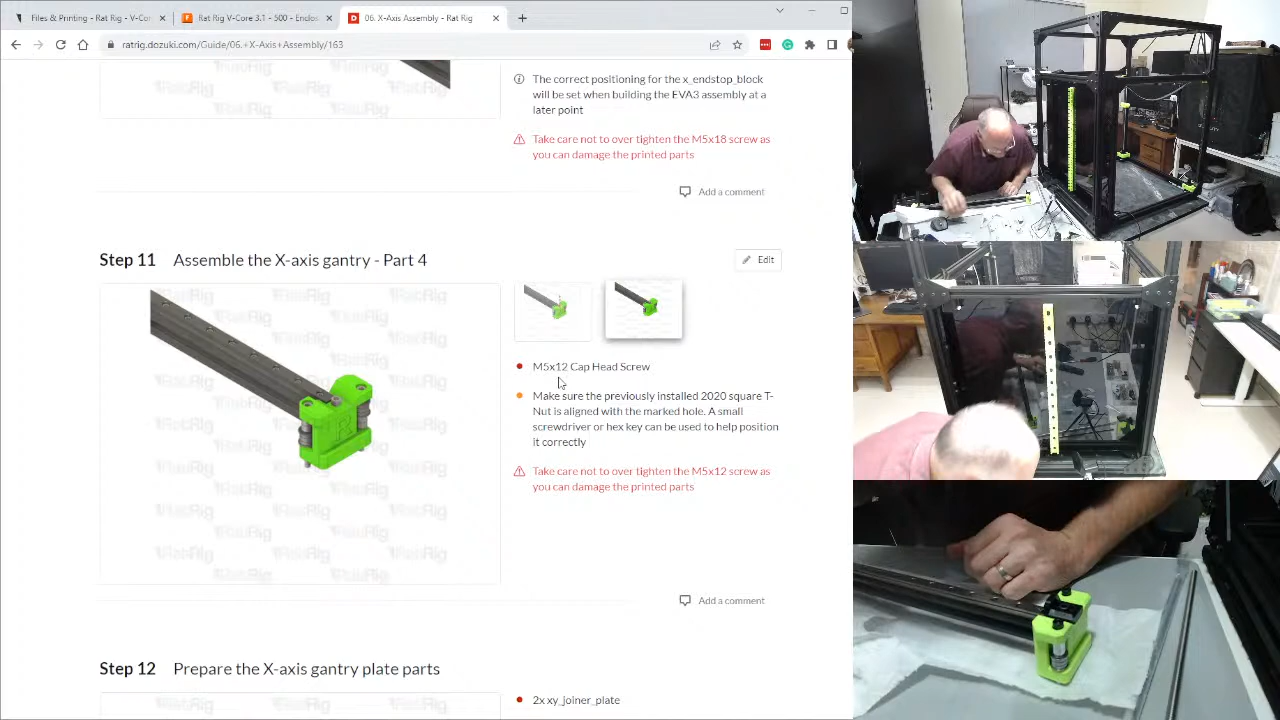 Files & Printing - Rat Rig V-Co
Rat Rig V-Core 3.1 - 500 - Enclos
06. X-Axis Assembly - Rat Rig
ratrig.dozuki.com/Guide/06.+X-Axis+Assembly/163
The correct positioning for the x_endstop_block
will be set when building the EVA3 assembly at a
later point
Take care not to over tighten the M5x18 screw as
you can damage the printed parts
Add a comment
Step 11 Assemble the X-axis gantry - Part 4
Edit
M5x12 Cap Head Screw
Make sure the previously installed 2020 square T-
Nut is aligned with the marked hole. A small
screwdriver or hex key can be used to help position
it correctly
Take care not to over tighten the M5x12 screw as
you can damage the printed parts
Add a comment
Step 12 Prepare the X-axis gantry plate parts
2x xy_joiner_plate